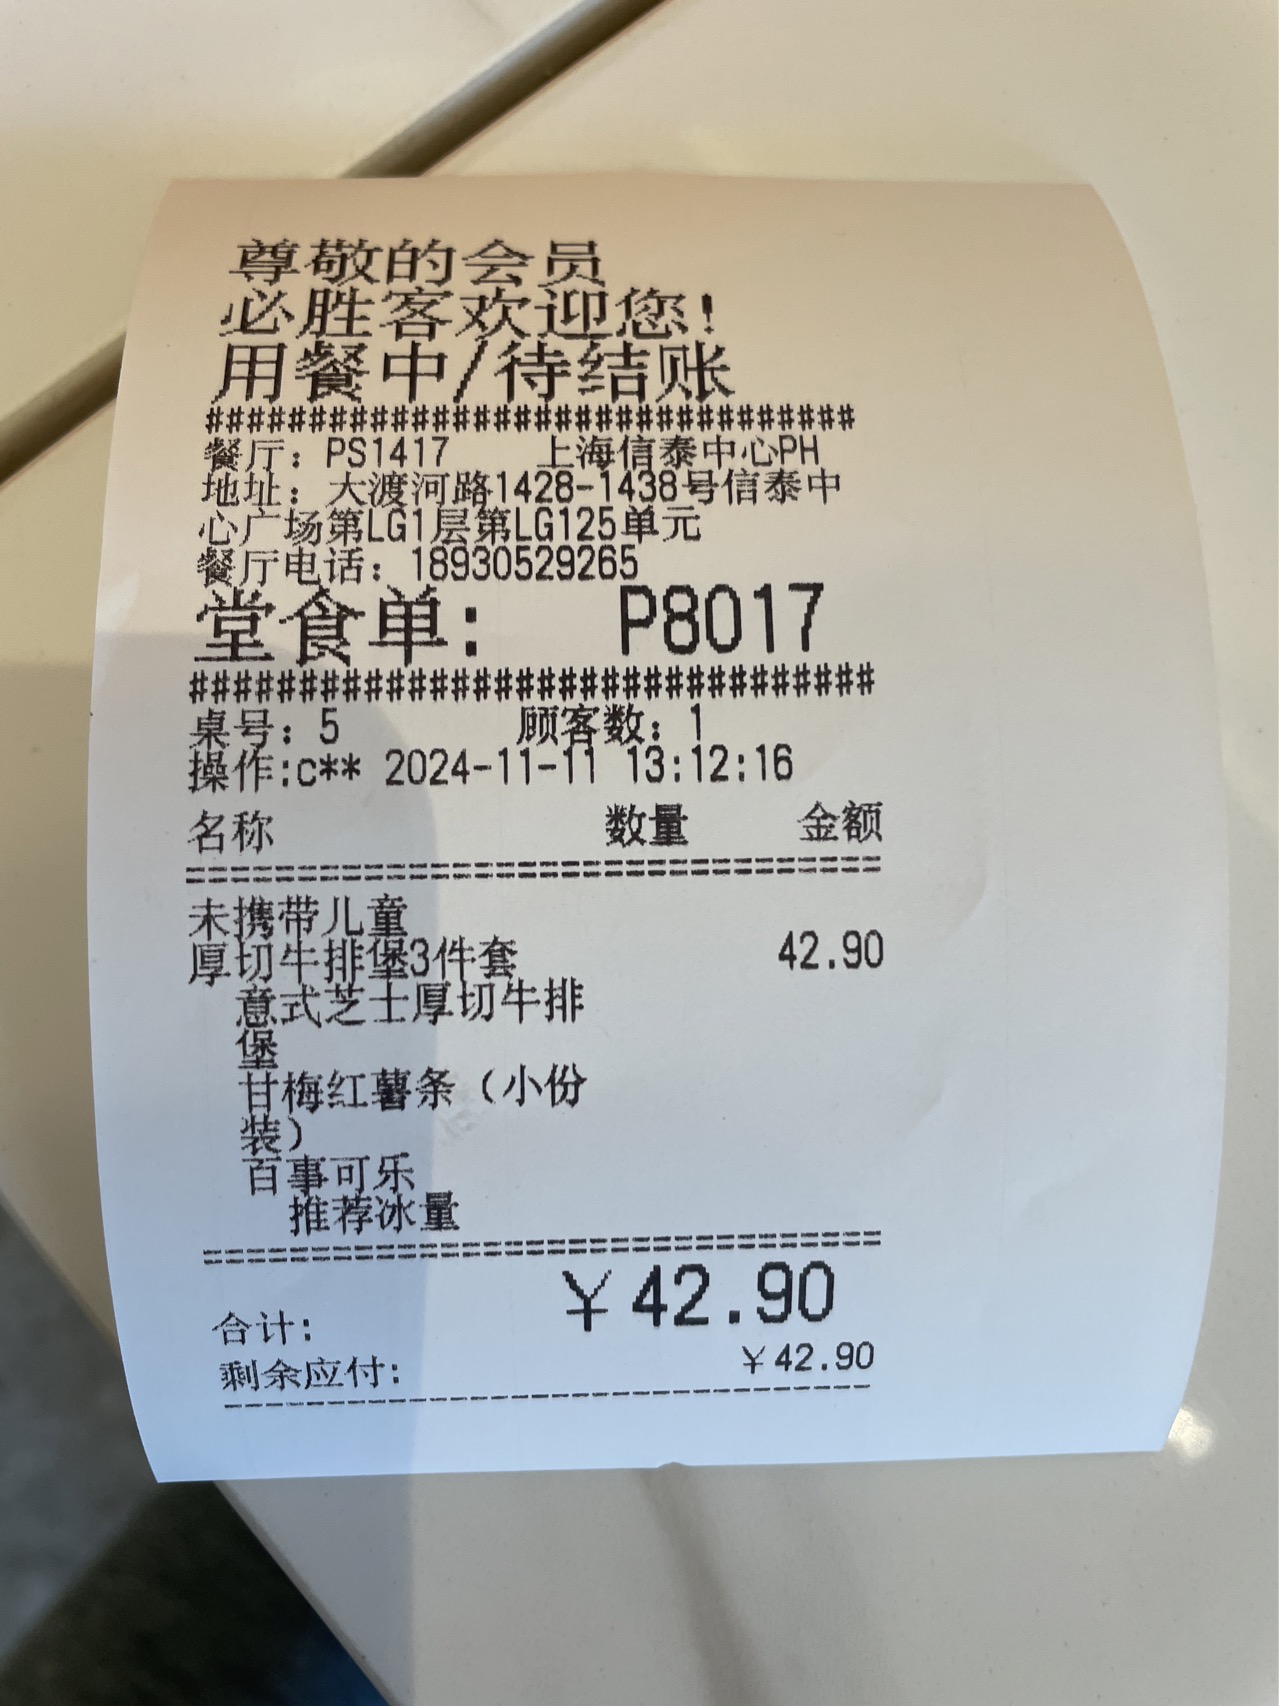 尊敬的会员
必胜客欢迎您!
用餐中/待结账
###############################
餐厅: PS1417 上海信泰中心PH
地址: 大渡河路1428-1438号信泰中
心广场第LG1层第LG125单元
餐厅电话: 18930529265
堂食单: P8017
###############################
桌号: 5 顾客数: 1
操作:c** 2024-11-11 13:12:16
名称 数量 金额
================================
未携带儿童
厚切牛排堡3件套 42.90
意式芝士厚切牛排
堡
甘梅红薯条（小份
装）
百事可乐
推荐冰量
================================
合计: ￥42.90
剩余应付: ￥42.90
--------------------------------